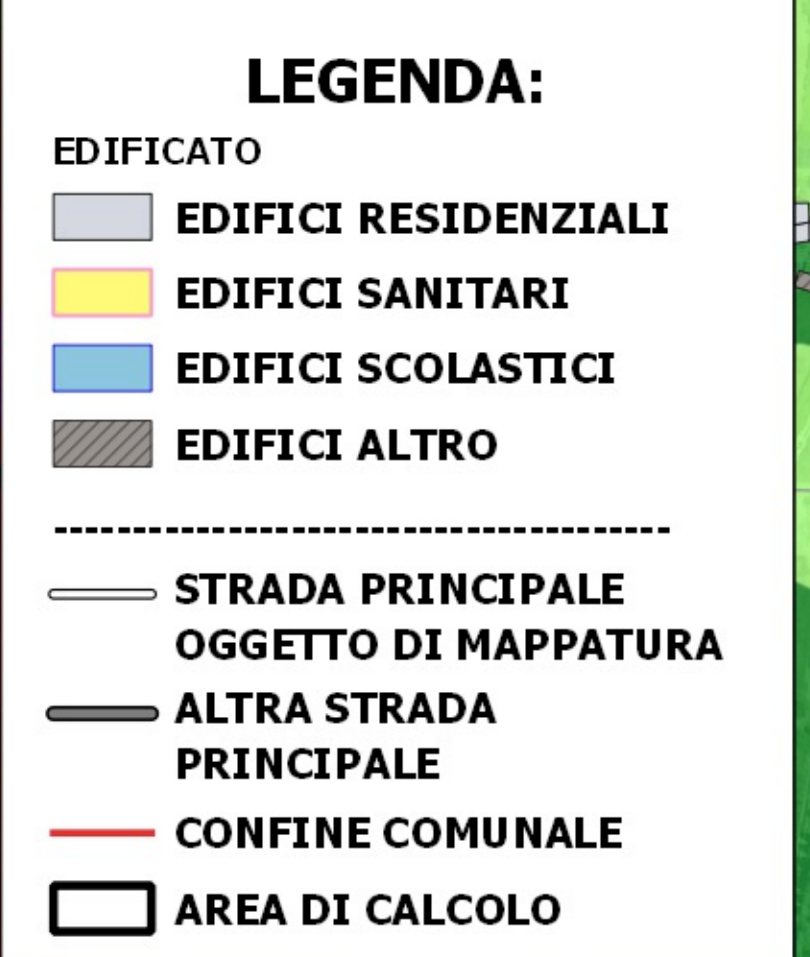 LEGENDA:
EDIFICATO
EDIFICI RESIDENZIALI
EDIFICI SANITARI
EDIFICI SCOLASTICI
EDIFICI ALTRO
---------------------------------------
STRADA PRINCIPALE
OGGETTO DI MAPPATURA
ALTRA STRADA
PRINCIPALE
CONFINE COMUNALE
AREA DI CALCOLO